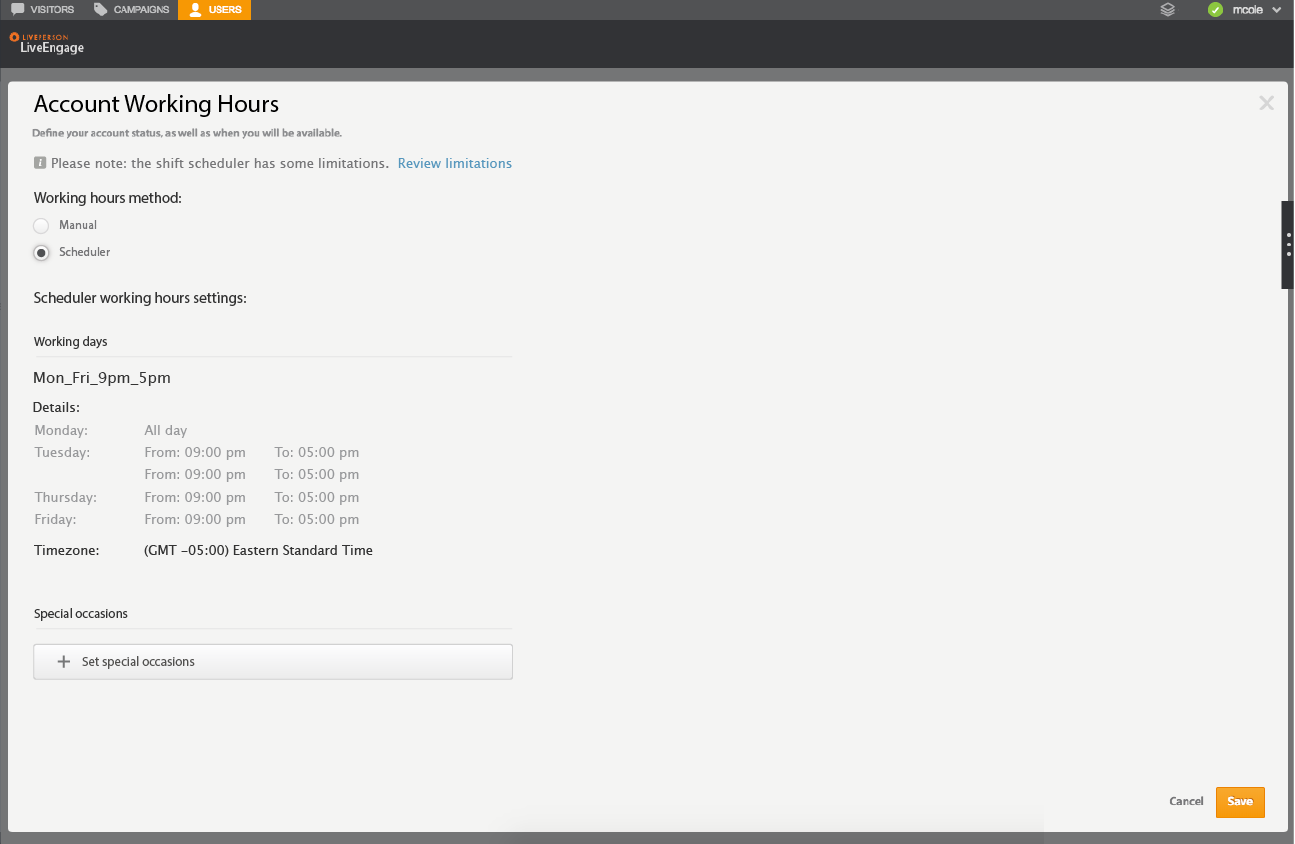 VISITORS CAMPAIGNS USERS mcole
LIVEPERSON
LiveEngage
Account Working Hours
Define your account status, as well as when you will be available.
i Please note: the shift scheduler has some limitations. Review limitations
Working hours method:
Manual
Scheduler
Scheduler working hours settings:
Working days
Mon_Fri_9pm_5pm
Details:
Monday: All day
Tuesday: From: 09:00 pm To: 05:00 pm
From: 09:00 pm To: 05:00 pm
Thursday: From: 09:00 pm To: 05:00 pm
Friday: From: 09:00 pm To: 05:00 pm
Timezone: (GMT -05:00) Eastern Standard Time
Special occasions
+ Set special occasions
Cancel Save